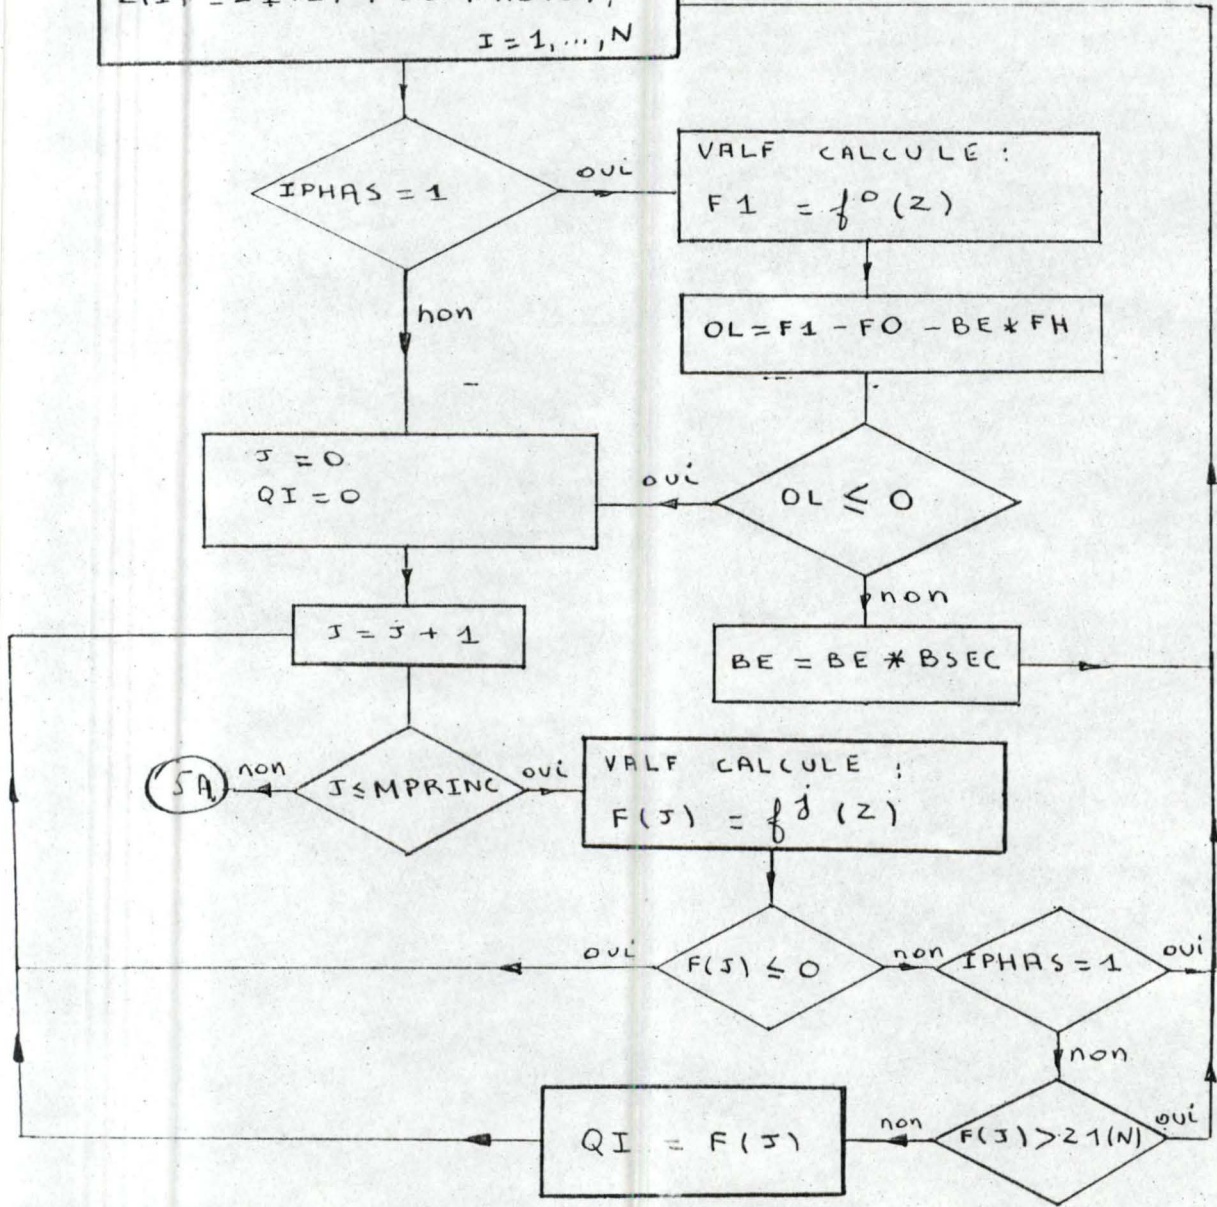 I = 1, ..., N
IPHAS = 1
oui
VALF CALCULE :
F1 = f⁰(Z)
non
OL = F1 - FO - BE * FH
J = 0
QI = 0
oui
OL ≤ 0
non
J = J + 1
BE = BE * BSEC
5A
non
J ≤ MPRINC
oui
VALF CALCULE :
F(J) = fʲ(Z)
oui
F(J) ≤ 0
non
IPHAS = 1
oui
non
QI = F(J)
non
F(J) > Z1(N)
oui